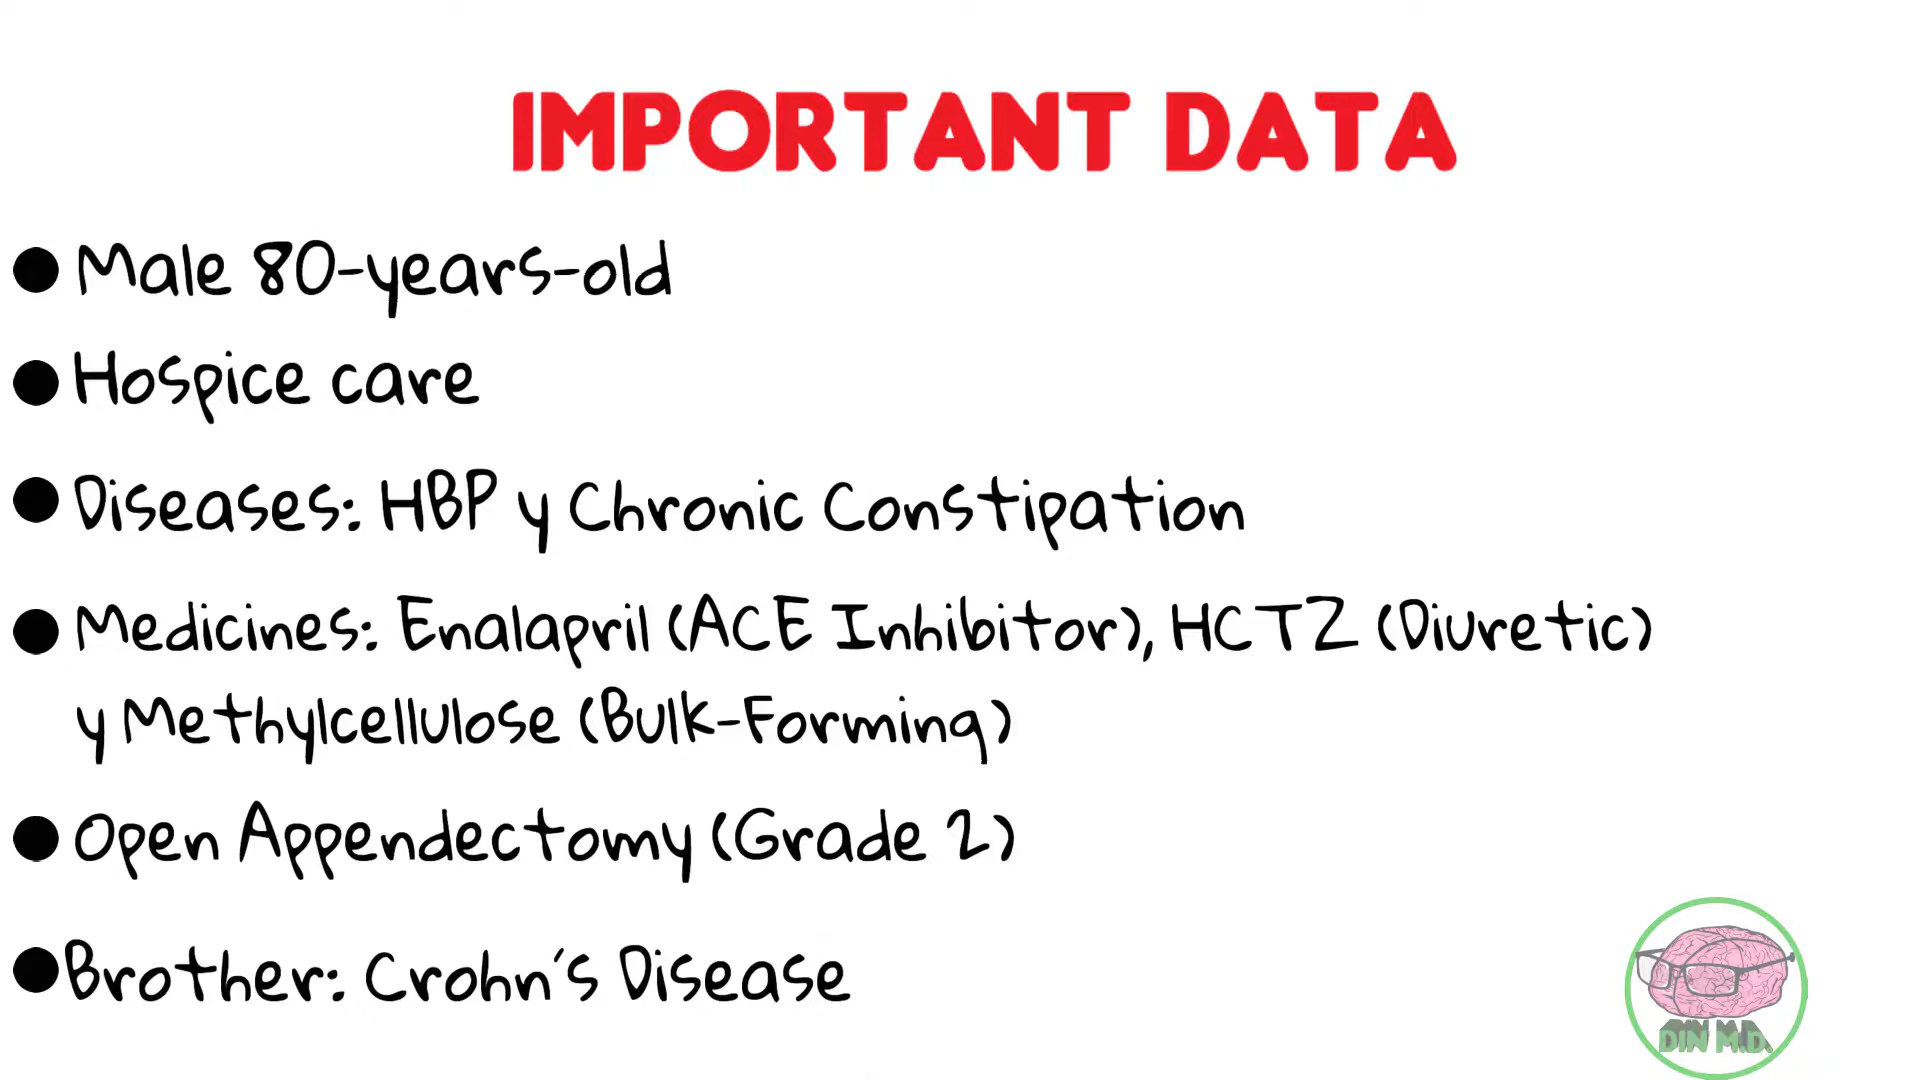 IMPORTANT DATA
● Male 80-years-old
● Hospice care
● Diseases: HBP y Chronic Constipation
● Medicines: Enalapril (ACE Inhibitor), HCTZ (Diuretic)
y Methylcellulose (Bulk-Forming)
● Open Appendectomy (Grade 2)
● Brother: Crohn's Disease
DIN M.D.